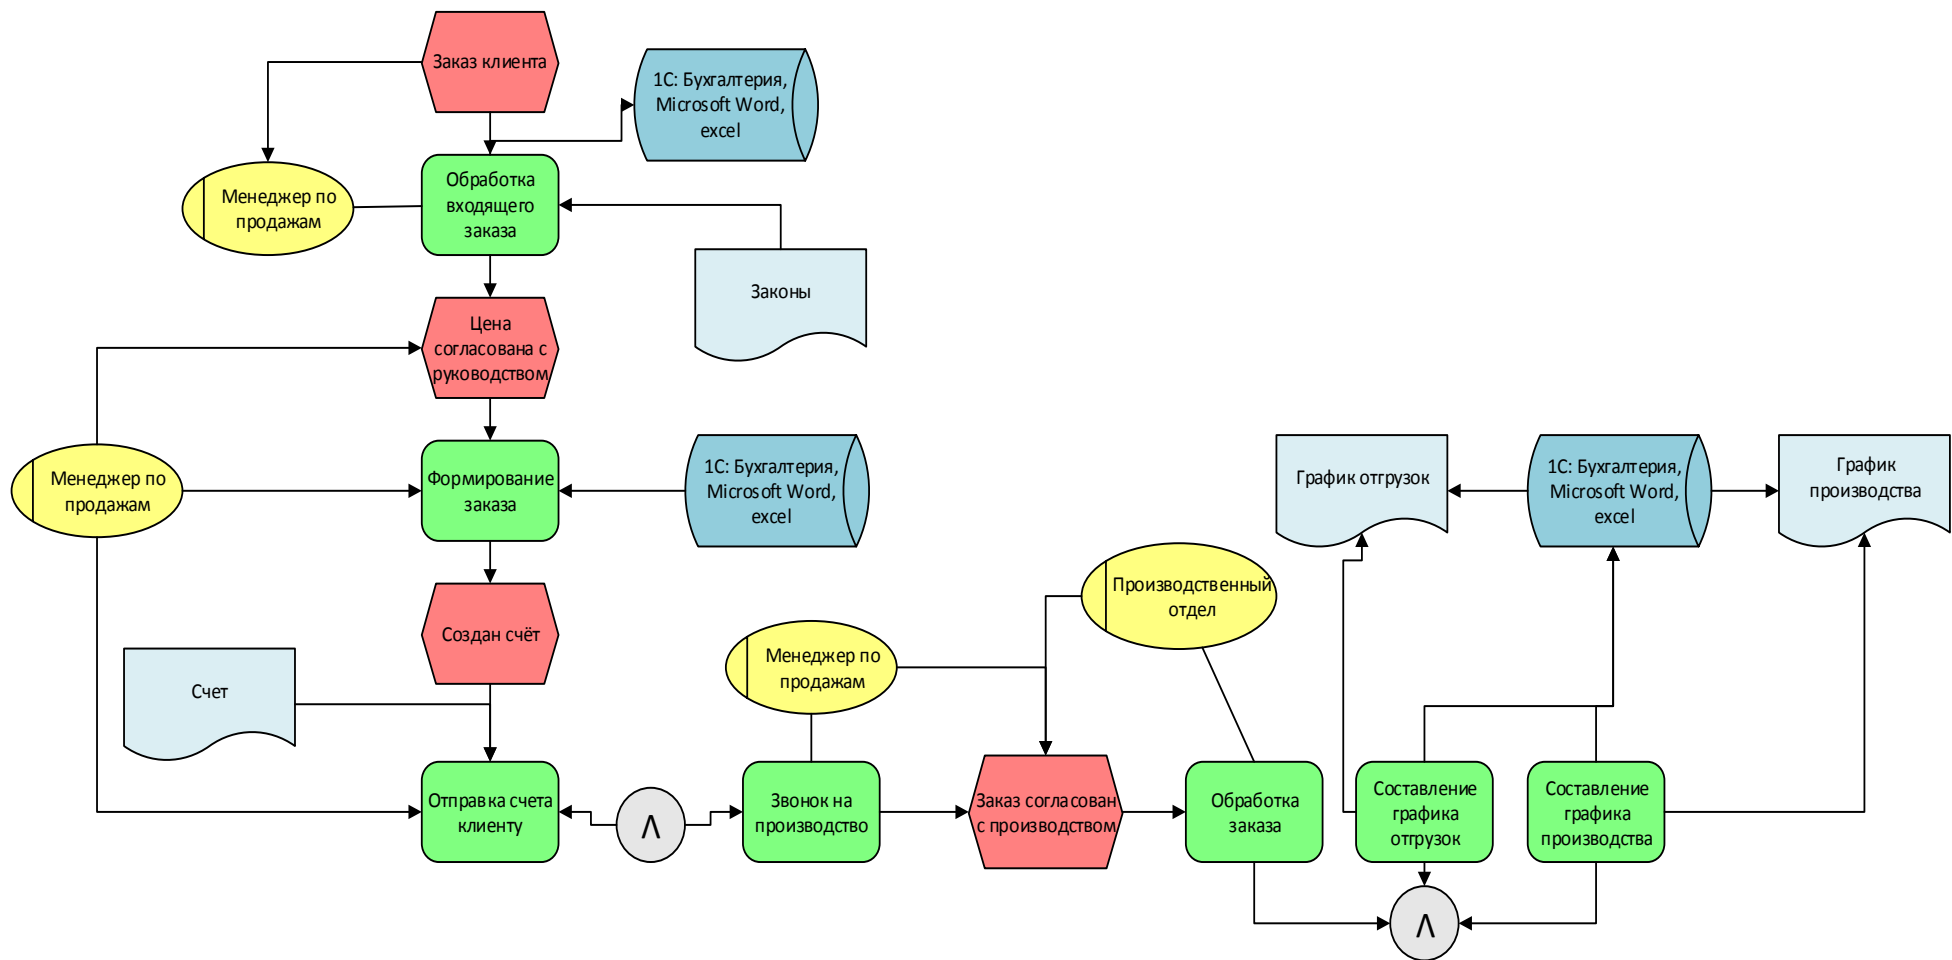 Заказ клиента
1С: Бухгалтерия,
Microsoft Word,
excel
Менеджер по
продажам
Обработка
входящего
заказа
Законы
Цена
согласована с
руководством
Менеджер по
продажам
Формирование
заказа
1С: Бухгалтерия,
Microsoft Word,
excel
График отгрузок
1С: Бухгалтерия,
Microsoft Word,
excel
График
производства
Создан счёт
Счет
Менеджер по
продажам
Производственный
отдел
Отправка счета
клиенту
Λ
Звонок на
производство
Заказ согласован
с производством
Обработка
заказа
Составление
графика
отгрузок
Составление
графика
производства
Λ